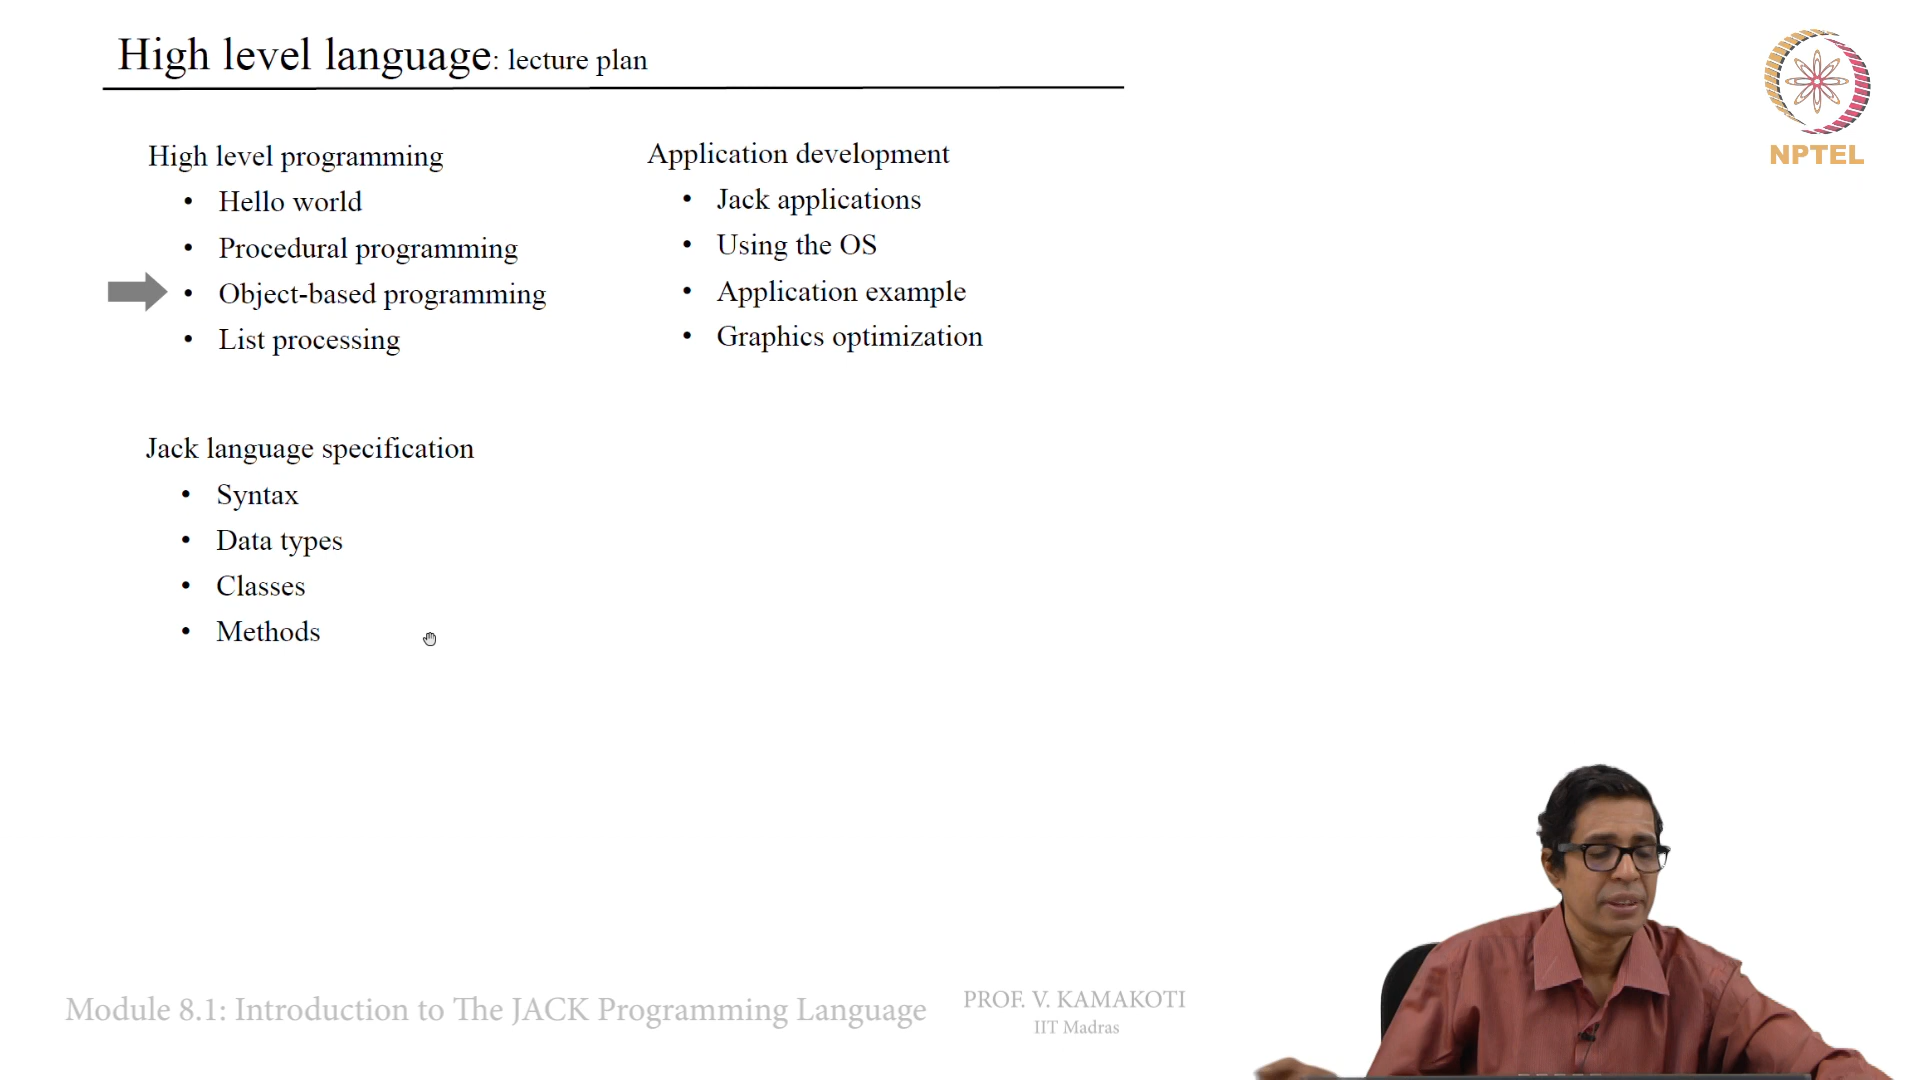 High level language: lecture plan
NPTEL
High level programming
• Hello world
• Procedural programming
• Object-based programming
• List processing
Application development
• Jack applications
• Using the OS
• Application example
• Graphics optimization
Jack language specification
• Syntax
• Data types
• Classes
• Methods
Module 8.1: Introduction to The JACK Programming Language
PROF. V. KAMAKOTI
IIT Madras